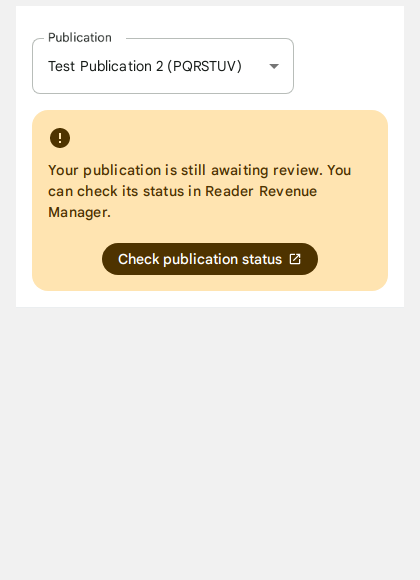 Publication
Test Publication 2 (PQRSTUV)
Your publication is still awaiting review. You
can check its status in Reader Revenue
Manager.
Check publication status